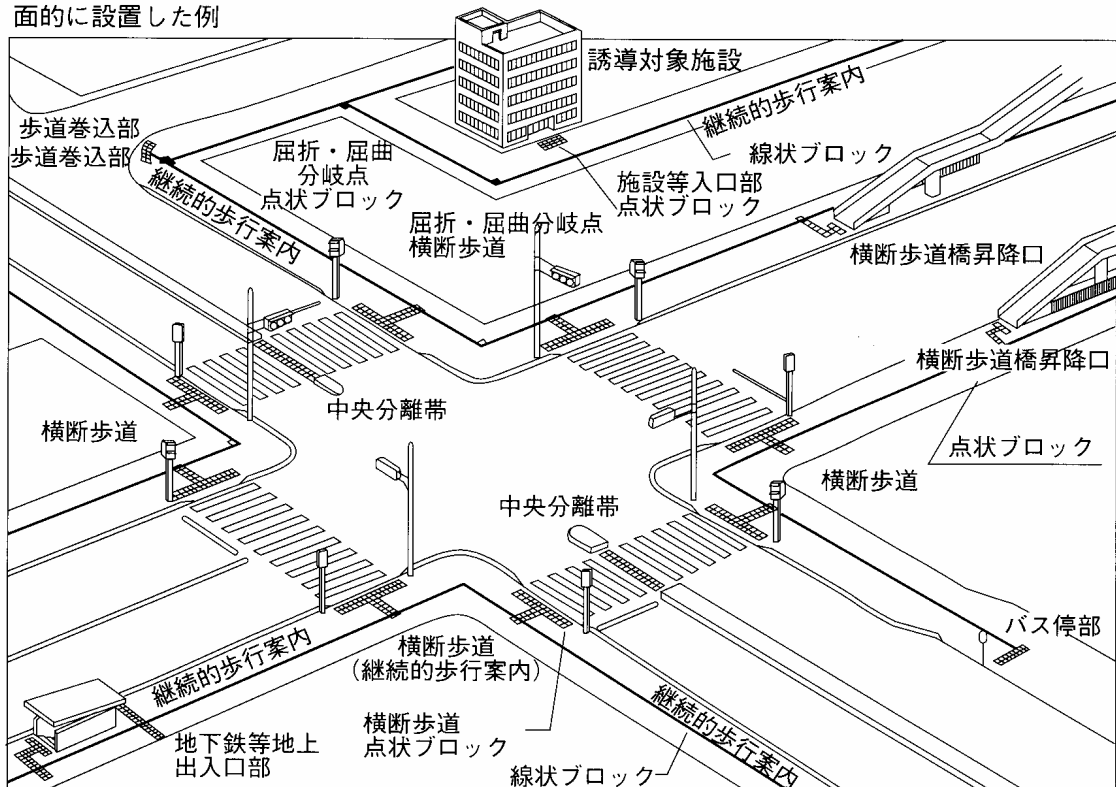 面的に設置した例
誘導対象施設
継続的歩行案内
線状ブロック
歩道巻込部
歩道巻込部
屈折・屈曲
分岐点
点状ブロック
施設等入口部
点状ブロック
継続的歩行案内
屈折・屈曲分岐点
横断歩道
横断歩道橋昇降口
横断歩道橋昇降口
点状ブロック
中央分離帯
横断歩道
横断歩道
中央分離帯
バス停部
継続的歩行案内
横断歩道
(継続的歩行案内)
継続的歩行案内
横断歩道
点状ブロック
地下鉄等地上
出入口部
線状ブロック